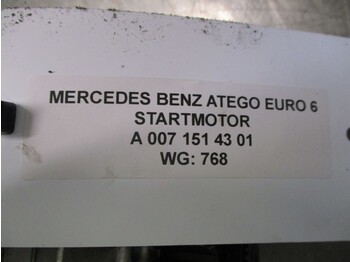 MERCEDES BENZ ATEGO EURO 6
STARTMOTOR
A 007 151 43 01
WG: 768